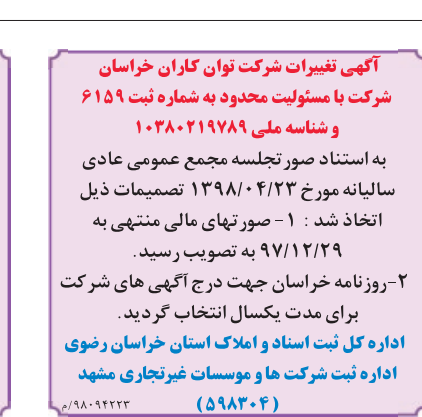 آگهی تغییرات شرکت توان کاران خراسان
شرکت با مسئولیت محدود به شماره ثبت ۶۱۵۹
و شناسه ملی ۱۰۳۸۰۲۱۹۷۸۹
به استناد صورتجلسه مجمع عمومی عادی
سالیانه مورخ ۱۳۹۸/۰۴/۲۳ تصمیمات ذیل
اتخاذ شد : ۱- صورتهای مالی منتهی به
۹۷/۱۲/۲۹ به تصویب رسید.
۲-روزنامه خراسان جهت درج آگهی های شرکت
برای مدت یکسال انتخاب گردید.
اداره کل ثبت اسناد و املاک استان خراسان رضوی
اداره ثبت شرکت ها و موسسات غیرتجاری مشهد
(۵۹۸۳۰۴)
۹۸۰۹۴۲۲۳/م